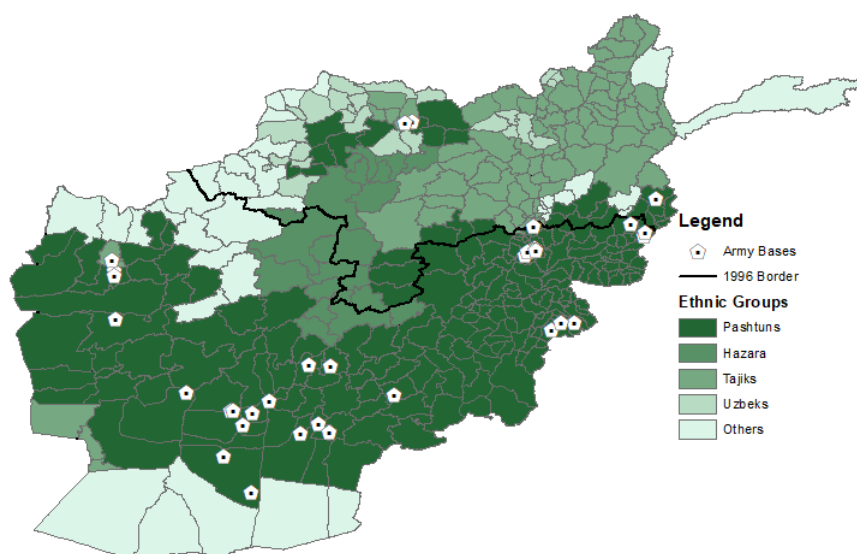 Legend
Army Bases
1996 Border
Ethnic Groups
Pashtuns
Hazara
Tajiks
Uzbeks
Others